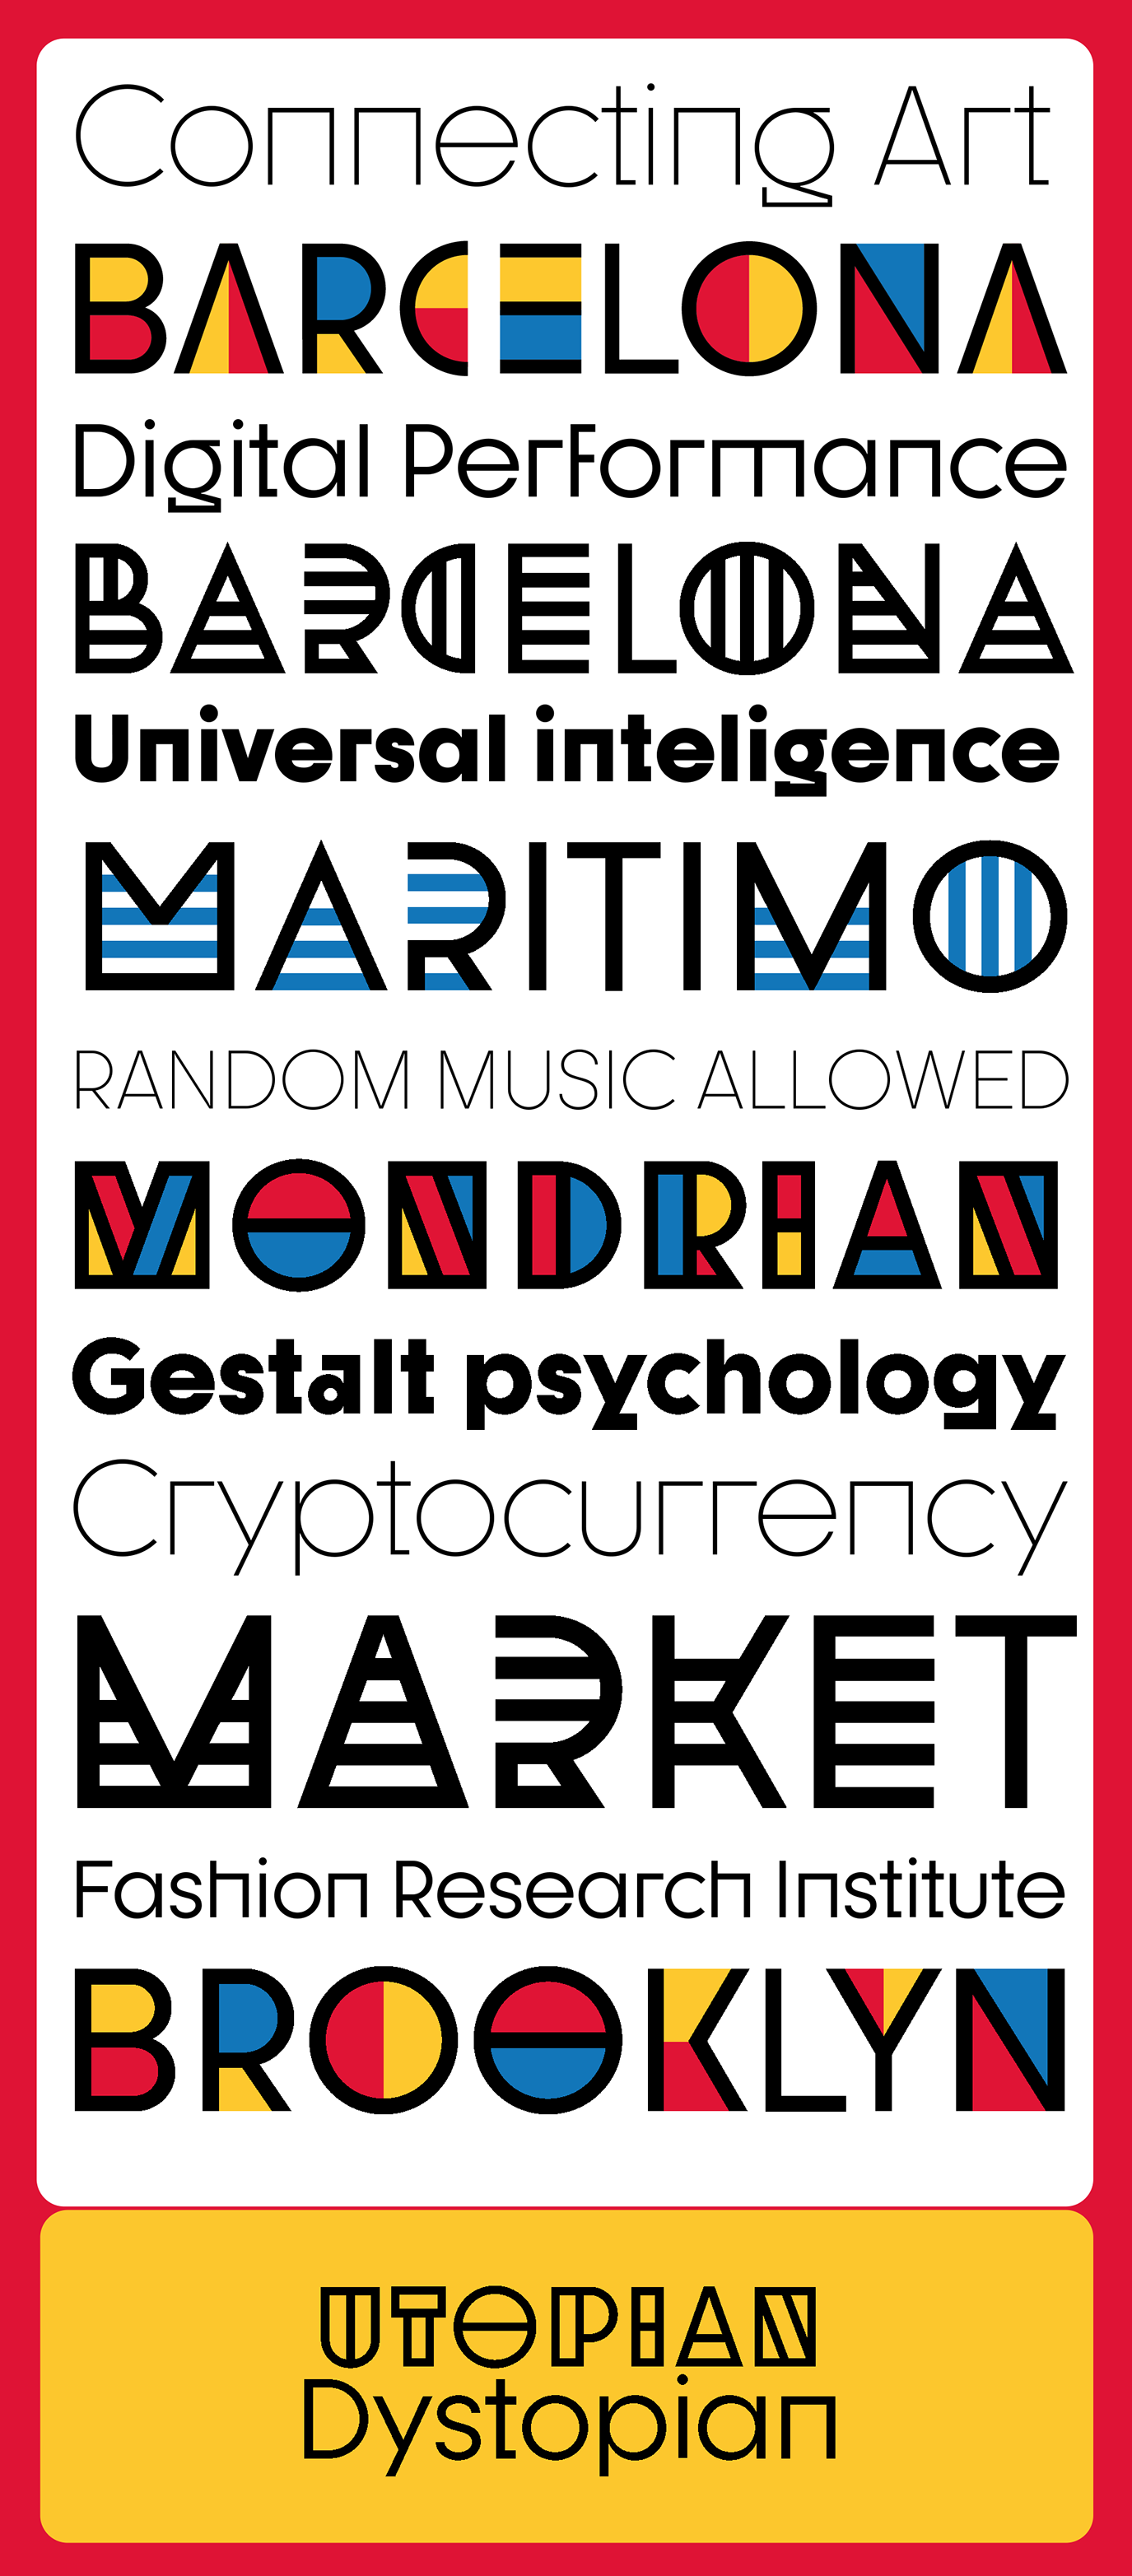 Connecting Art
BARCELONA
Digital Performance
BARCELONA
Universal inteligence
MARITIMO
RANDOM MUSIC ALLOWED
MONDRIAN
Gestalt psychology
Cryptocurrency
MARKET
Fashion Research Institute
BROOKLYN
UTOPIAN
Dystopian